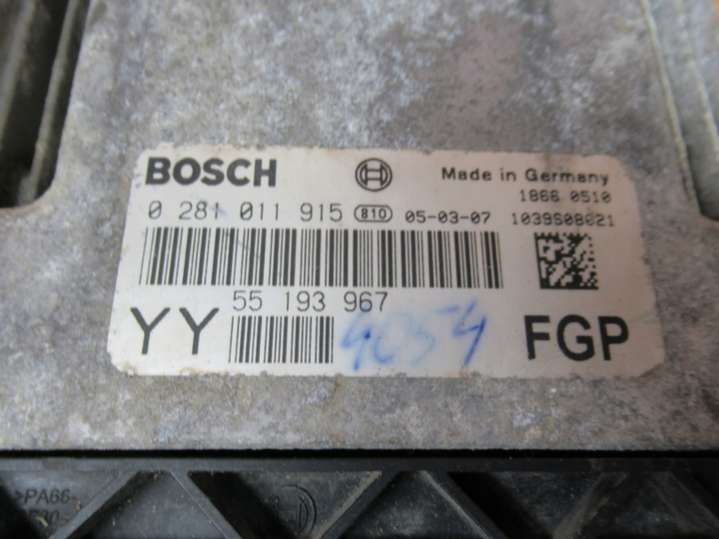 BOSCH Made in Germany
1866 0510
0 281 011 915 810 05-03-07 1039S08621
55 193 967
YY 4054 FGP
>PA66-